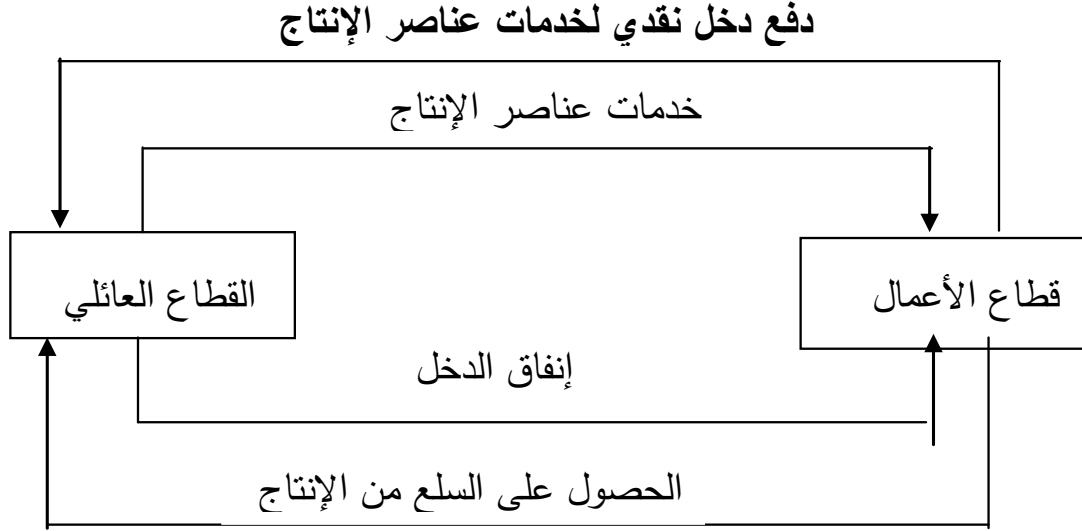 دفع دخل نقدي لخدمات عناصر الإنتاج
خدمات عناصر الإنتاج
قطاع الأعمال
القطاع العائلي
إنفاق الدخل
الحصول على السلع من الإنتاج